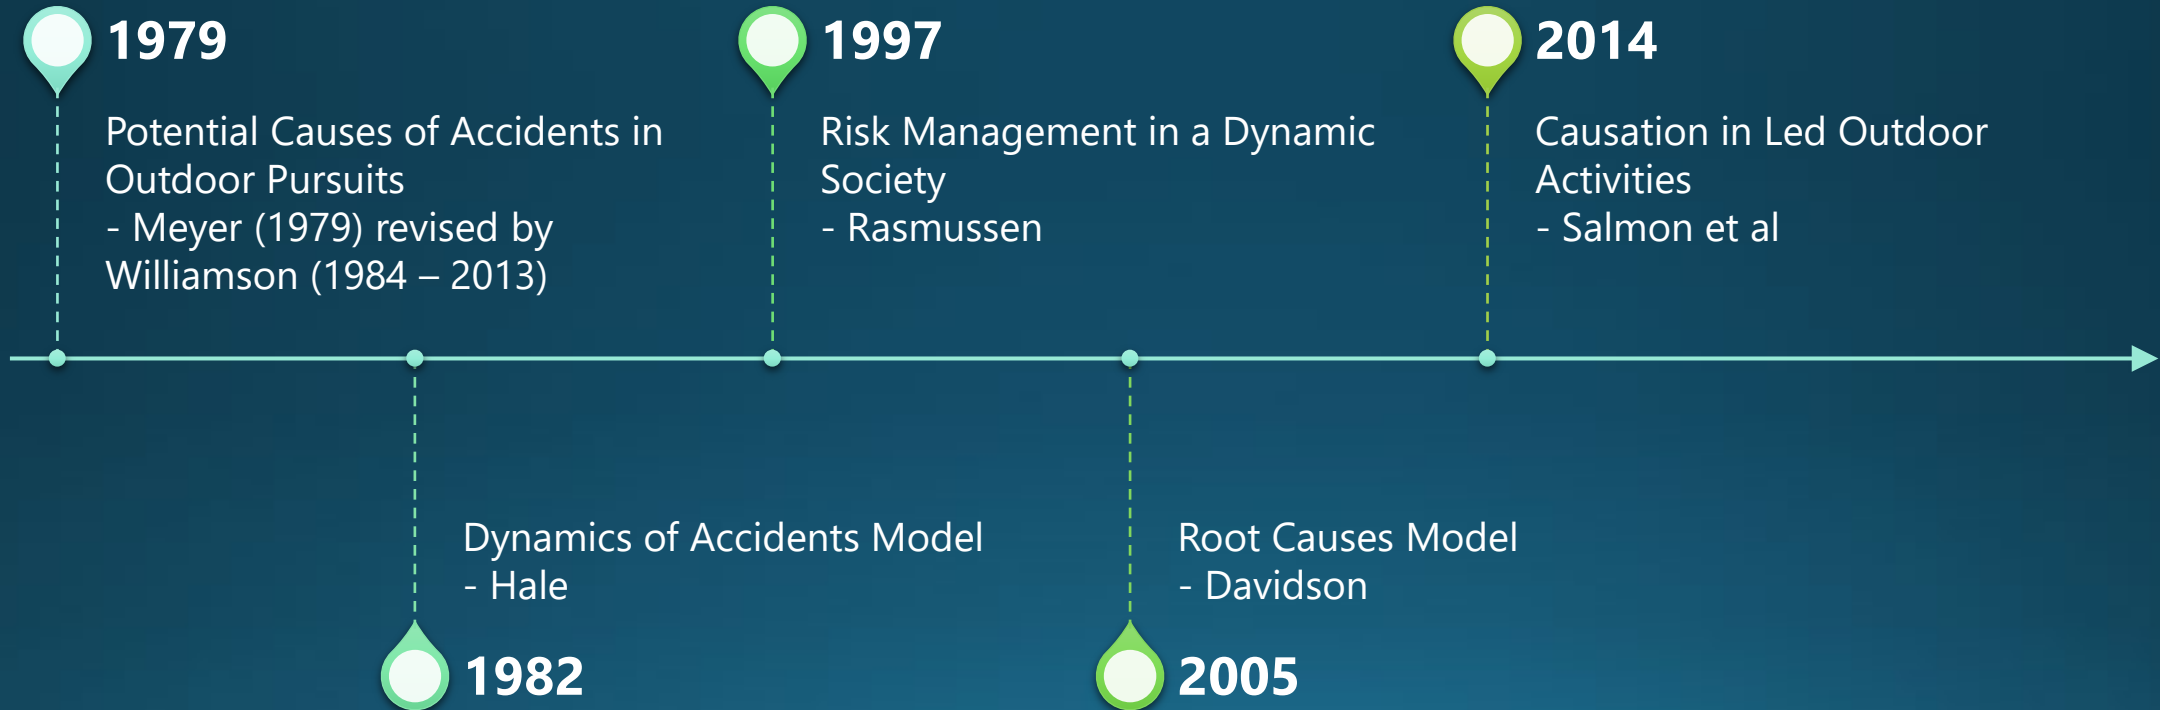 1979
Potential Causes of Accidents in
Outdoor Pursuits
- Meyer (1979) revised by
Williamson (1984 – 2013)
1997
Risk Management in a Dynamic
Society
- Rasmussen
2014
Causation in Led Outdoor
Activities
- Salmon et al
Dynamics of Accidents Model
- Hale
1982
Root Causes Model
- Davidson
2005